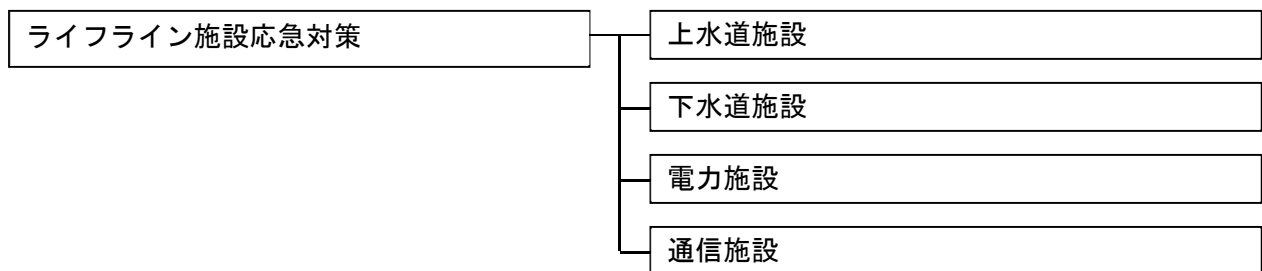 ライフライン施設応急対策
上水道施設
下水道施設
電力施設
通信施設